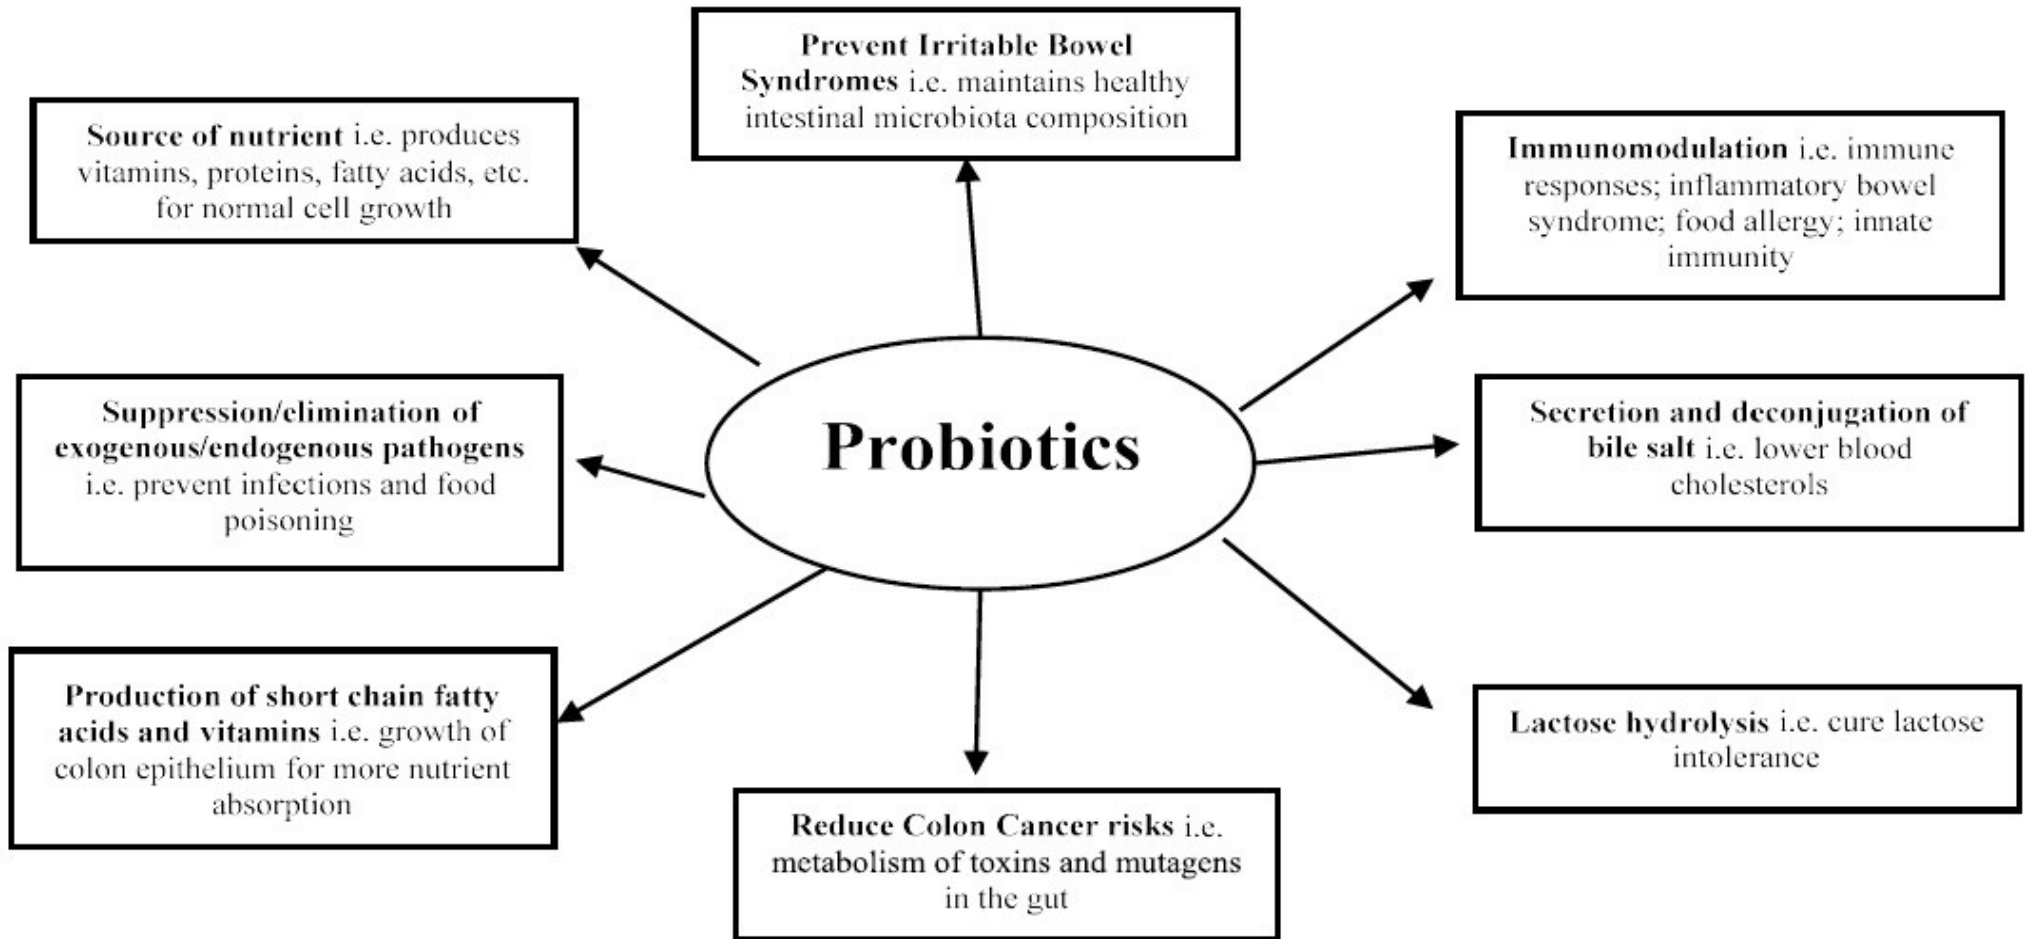 Prevent Irritable Bowel
Syndromes i.e. maintains healthy
intestinal microbiota composition
Source of nutrient i.e. produces
vitamins, proteins, fatty acids, etc.
for normal cell growth
Immunomodulation i.e. immune
responses; inflammatory bowel
syndrome; food allergy; innate
immunity
Suppression/elimination of
exogenous/endogenous pathogens
i.e. prevent infections and food
poisoning
Probiotics
Secretion and deconjugation of
bile salt i.e. lower blood
cholesterols
Production of short chain fatty
acids and vitamins i.e. growth of
colon epithelium for more nutrient
absorption
Reduce Colon Cancer risks i.e.
metabolism of toxins and mutagens
in the gut
Lactose hydrolysis i.e. cure lactose
intolerance